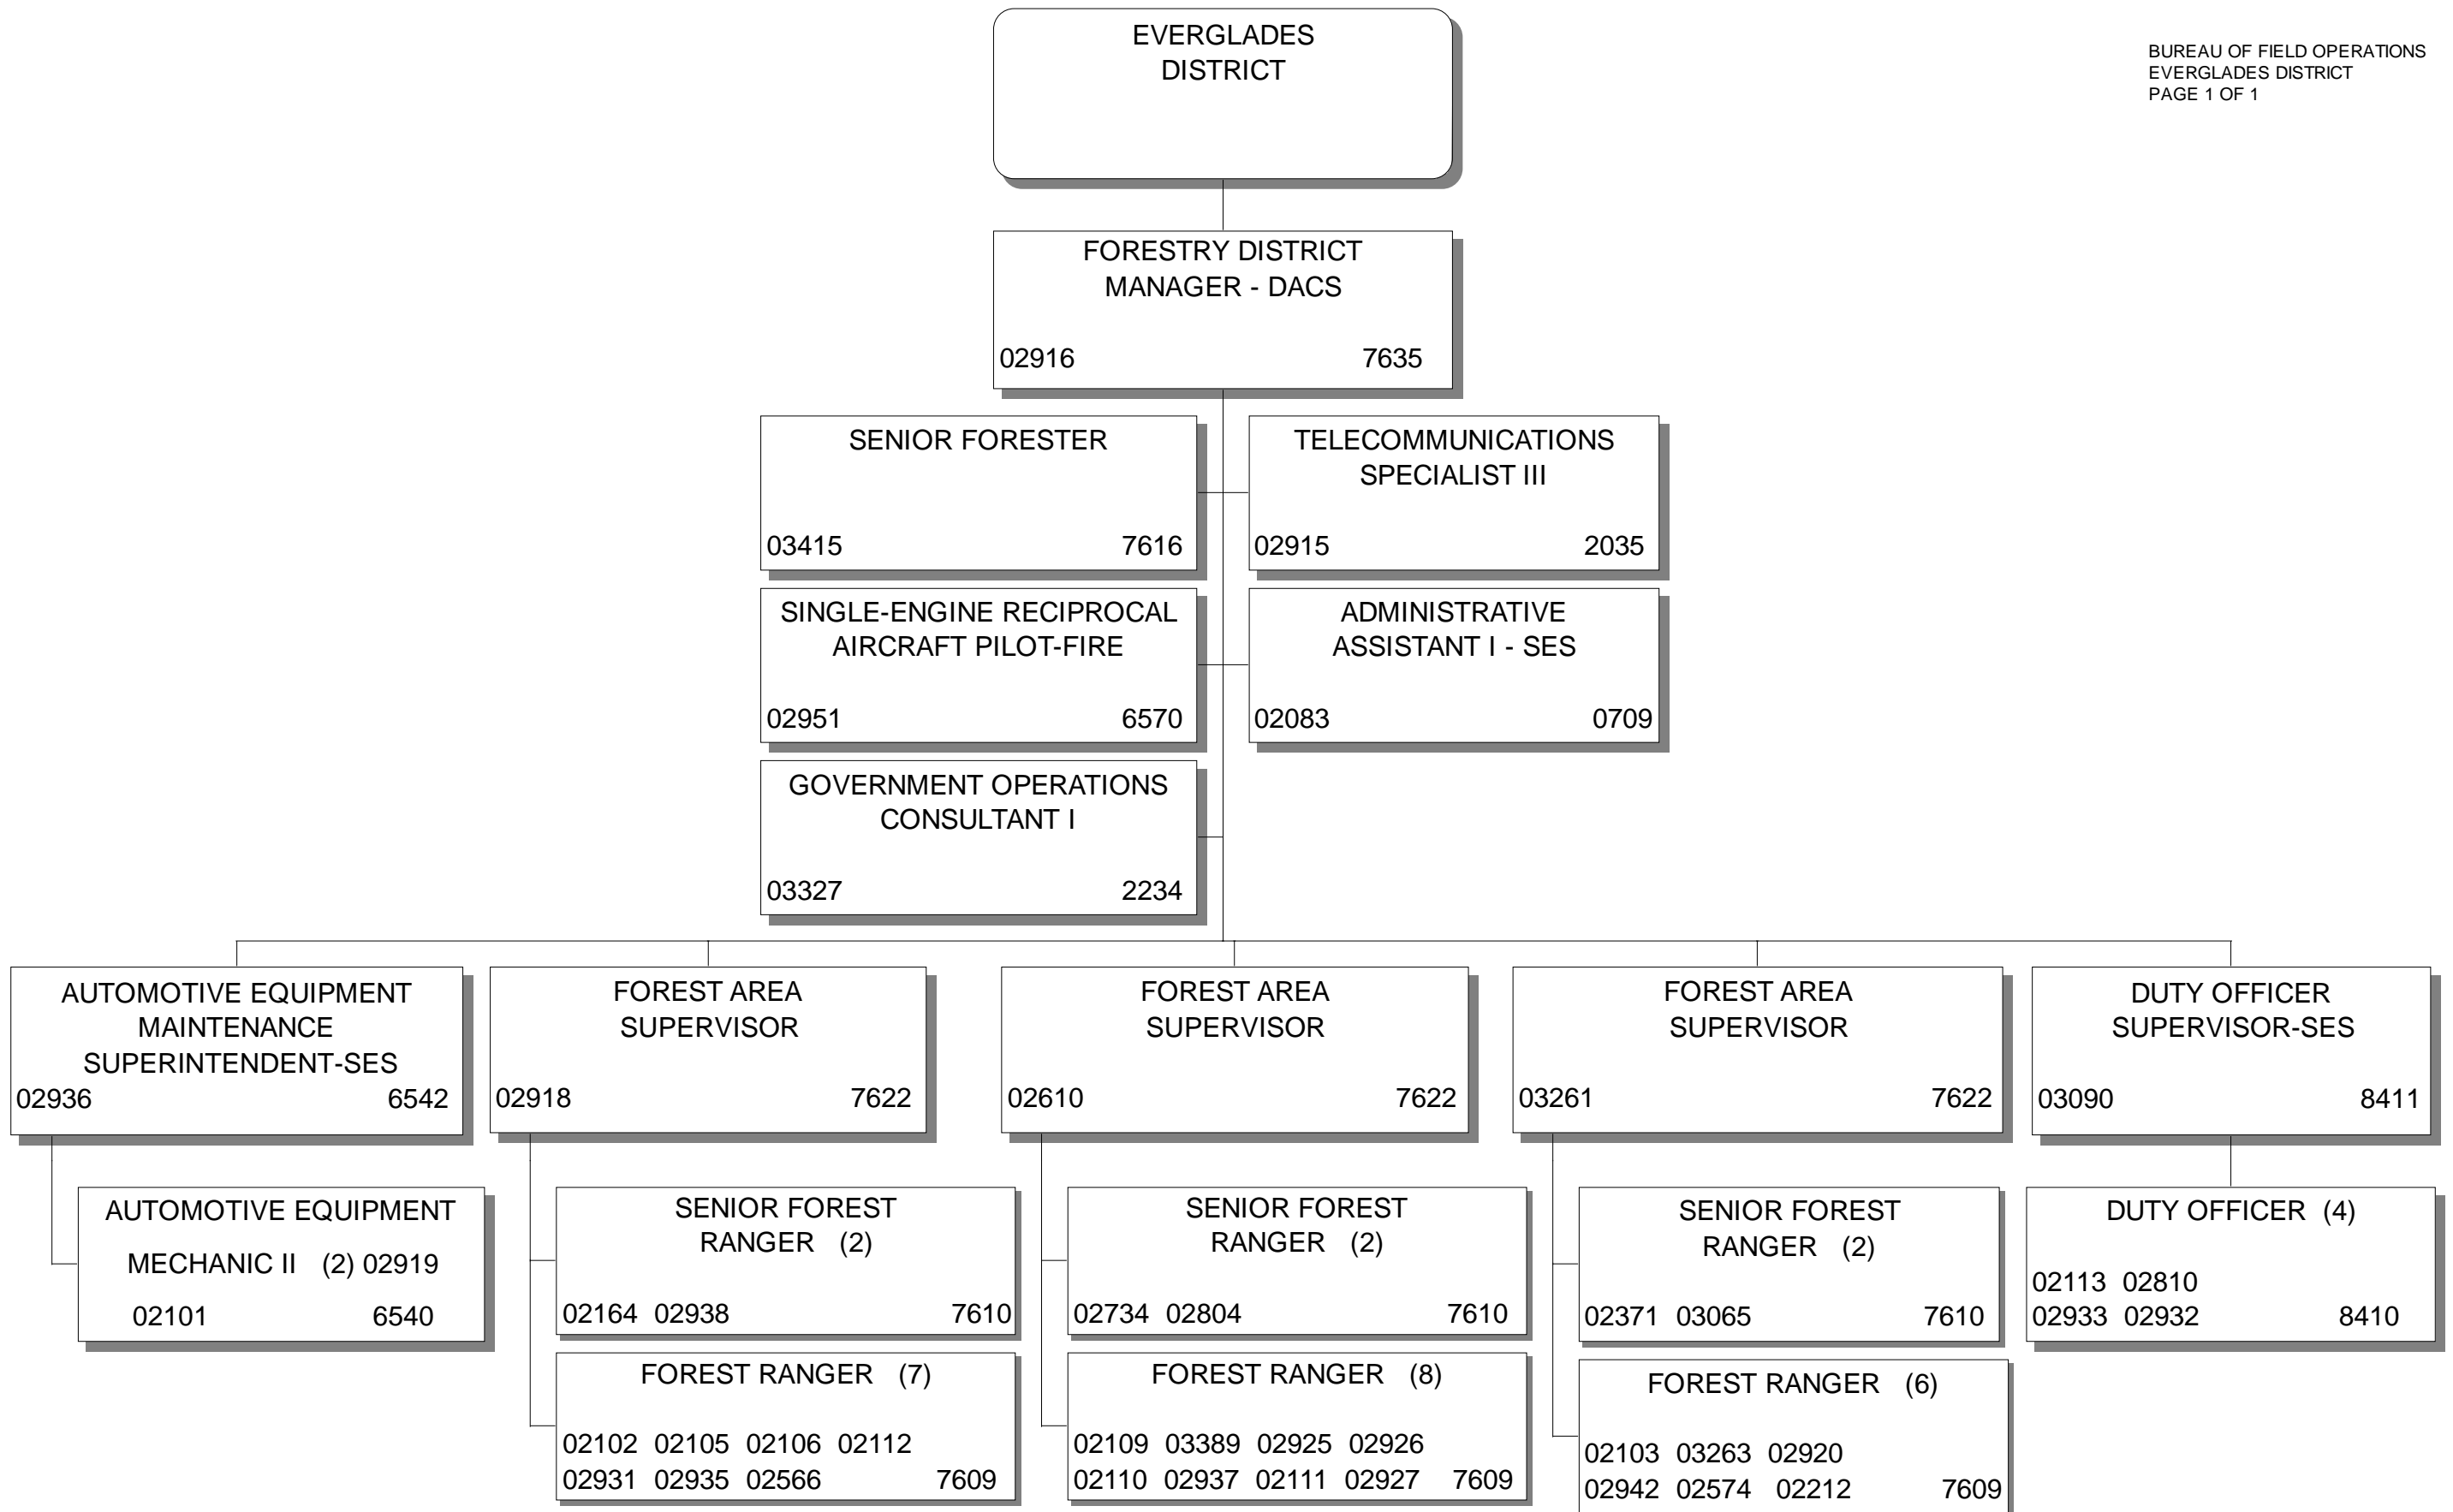 EVERGLADES
DISTRICT
BUREAU OF FIELD OPERATIONS
EVERGLADES DISTRICT
PAGE 1 OF 1
FORESTRY DISTRICT
MANAGER - DACS
02916 7635
SENIOR FORESTER
03415 7616
TELECOMMUNICATIONS
SPECIALIST III
02915 2035
SINGLE-ENGINE RECIPROCAL
AIRCRAFT PILOT-FIRE
02951 6570
ADMINISTRATIVE
ASSISTANT I - SES
02083 0709
GOVERNMENT OPERATIONS
CONSULTANT I
03327 2234
AUTOMOTIVE EQUIPMENT
MAINTENANCE
SUPERINTENDENT-SES
02936 6542
FOREST AREA
SUPERVISOR
02918 7622
FOREST AREA
SUPERVISOR
02610 7622
FOREST AREA
SUPERVISOR
03261 7622
DUTY OFFICER
SUPERVISOR-SES
03090 8411
AUTOMOTIVE EQUIPMENT
MECHANIC II (2) 02919
02101 6540
SENIOR FOREST
RANGER (2)
02164 02938 7610
SENIOR FOREST
RANGER (2)
02734 02804 7610
SENIOR FOREST
RANGER (2)
02371 03065 7610
DUTY OFFICER (4)
02113 02810
02933 02932 8410
FOREST RANGER (7)
02102 02105 02106 02112
02931 02935 02566 7609
FOREST RANGER (8)
02109 03389 02925 02926
02110 02937 02111 02927 7609
FOREST RANGER (6)
02103 03263 02920
02942 02574 02212 7609